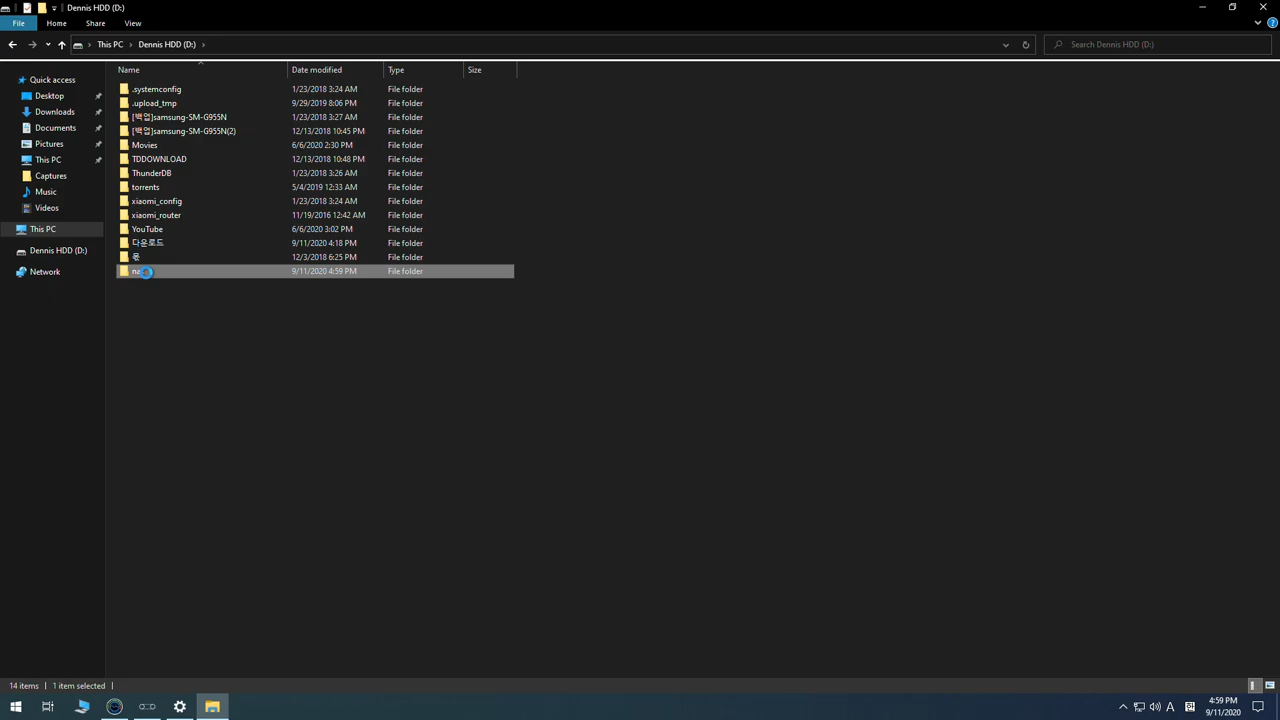 Dennis HDD (D:)
File Home Share View
This PC Dennis HDD (D:) Search Dennis HDD (D:)
Name Date modified Type Size
Quick access
Desktop
Downloads
Documents
Pictures
This PC
Captures
Music
Videos
This PC
Dennis HDD (D:)
Network
.systemconfig 1/23/2018 3:24 AM File folder
.upload_tmp 9/29/2019 8:06 PM File folder
[백업]samsung-SM-G955N 1/23/2018 3:27 AM File folder
[백업]samsung-SM-G955N(2) 12/13/2018 10:45 PM File folder
Movies 6/6/2020 2:30 PM File folder
TDDOWNLOAD 12/13/2018 10:48 PM File folder
ThunderDB 1/23/2018 3:26 AM File folder
torrents 5/4/2019 12:33 AM File folder
xiaomi_config 1/23/2018 3:24 AM File folder
xiaomi_router 11/19/2016 12:42 AM File folder
YouTube 6/6/2020 3:02 PM File folder
다운로드 9/11/2020 4:18 PM File folder
몫 12/3/2018 6:25 PM File folder
9/11/2020 4:59 PM File folder
14 items 1 item selected
A 4:59 PM
9/11/2020